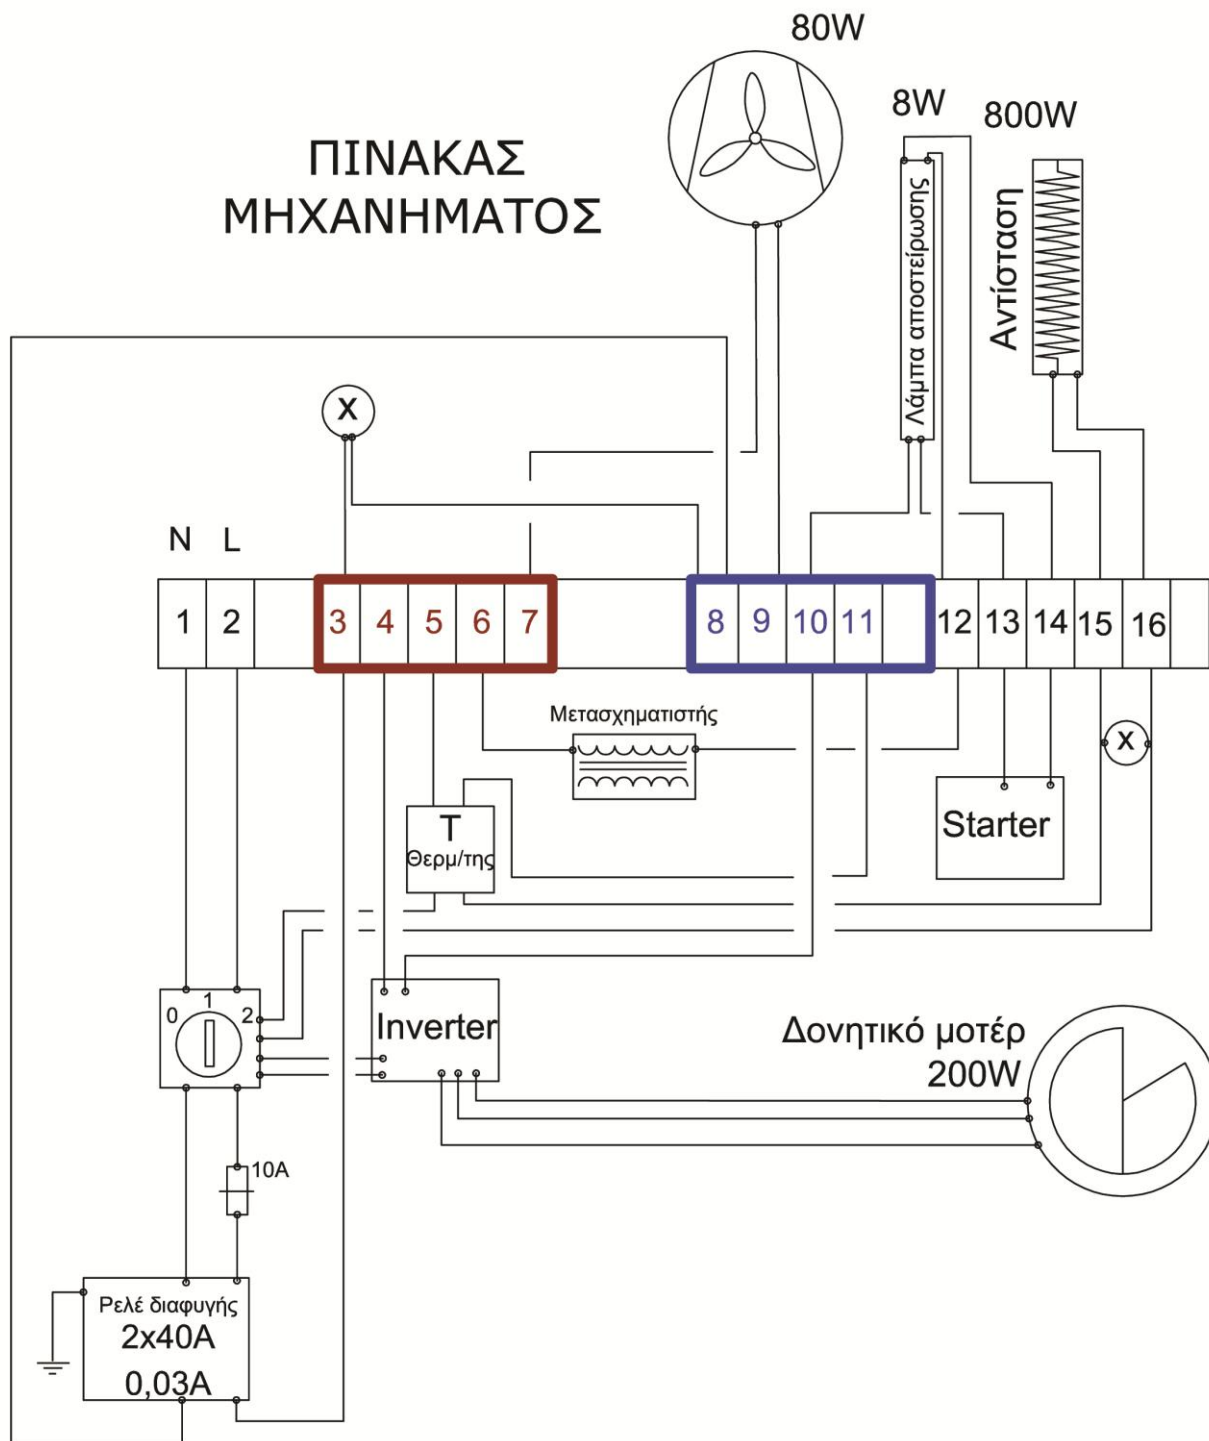 80W
8W
800W
ΠΙΝΑΚΑΣ
ΜΗΧΑΝΗΜΑΤΟΣ
Λάμπα αποστείρωσης
Αντίσταση
X
N L
1 2 3 4 5 6 7 8 9 10 11 12 13 14 15 16
Μετασχηματιστής
X
T
Θερμ/της
Starter
0 1 2
Inverter
Δονητικό μοτέρ
200W
10A
Ρελέ διαφυγής
2x40A
0,03A